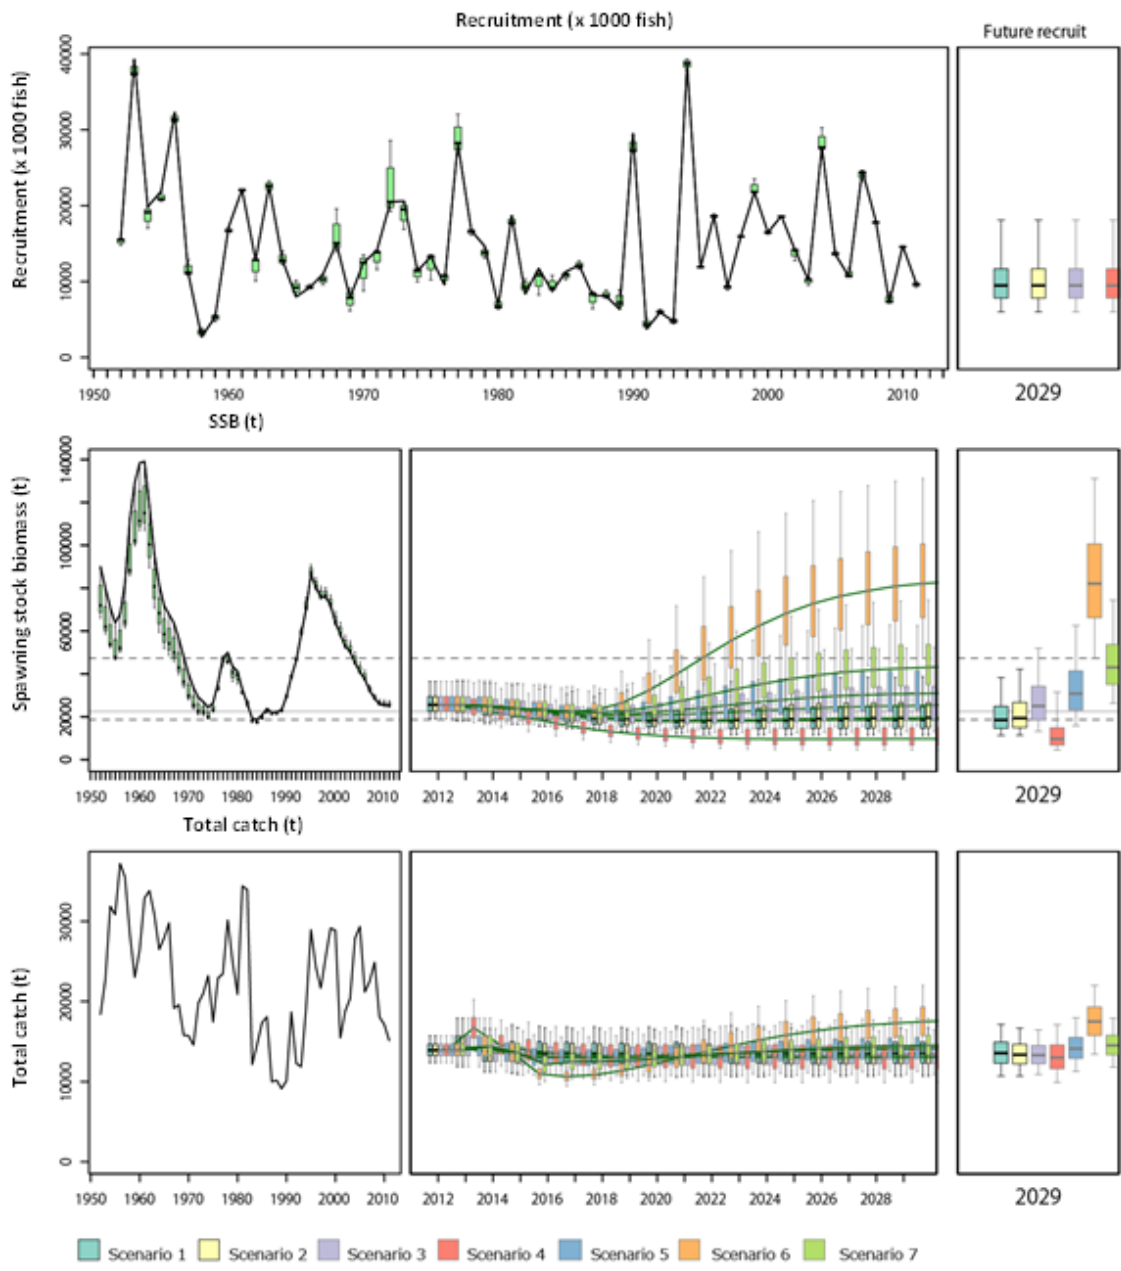 Recruitment (x 1000 fish)
Future recruit
Recruitment (x 1000 fish)
40000
30000
20000
10000
0
1950 1960 1970 1980 1990 2000 2010
2029
SSB (t)
Spawning stock biomass (t)
140000
100000
60000
20000
0
1950 1960 1970 1980 1990 2000 2010
2012 2014 2016 2018 2020 2022 2024 2026 2028
2029
Total catch (t)
Total catch (t)
30000
20000
10000
0
1950 1960 1970 1980 1990 2000 2010
2012 2014 2016 2018 2020 2022 2024 2026 2028
2029
Scenario 1 Scenario 2 Scenario 3 Scenario 4 Scenario 5 Scenario 6 Scenario 7